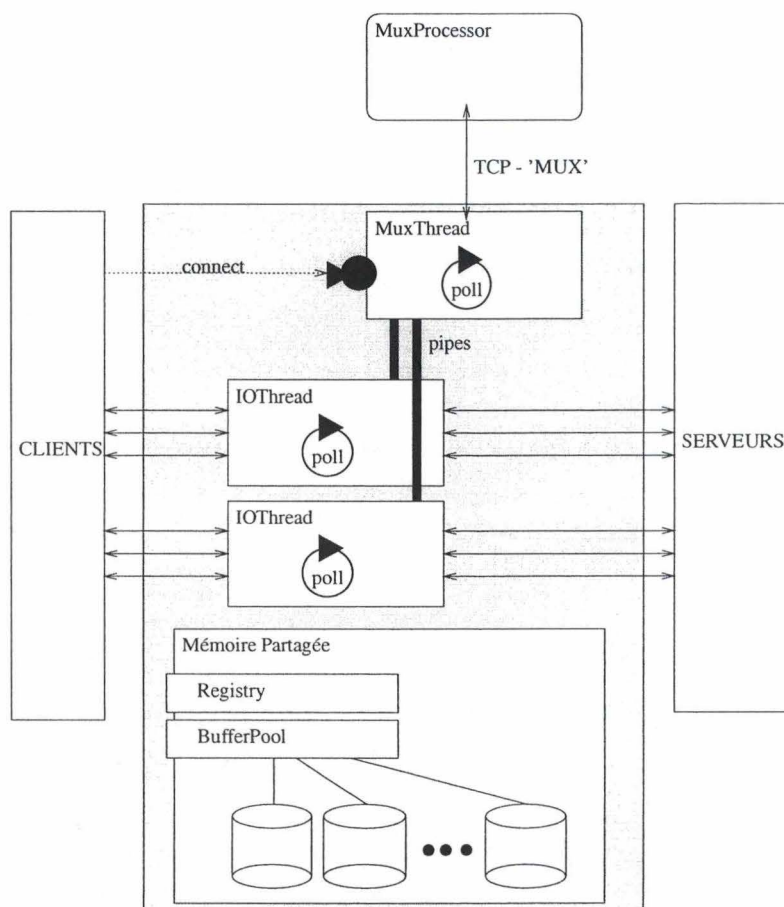 MuxProcessor
TCP - 'MUX'
MuxThread
connect
poll
pipes
IOThread
poll
CLIENTS
SERVEURS
IOThread
poll
Mémoire Partagée
Registry
BufferPool